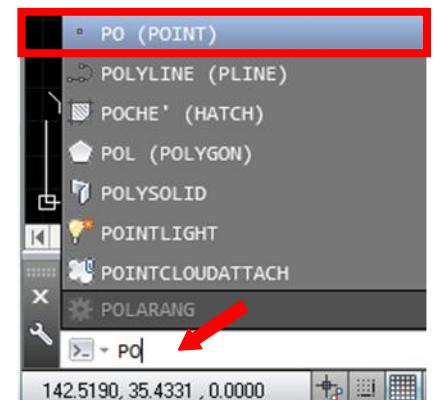 PO (POINT)
POLYLINE (PLINE)
POCHE' (HATCH)
POL (POLYGON)
POLYSOLID
POINTLIGHT
POINTCLOUDATTACH
POLARANG
PO
142.5190, 35.4331 , 0.0000